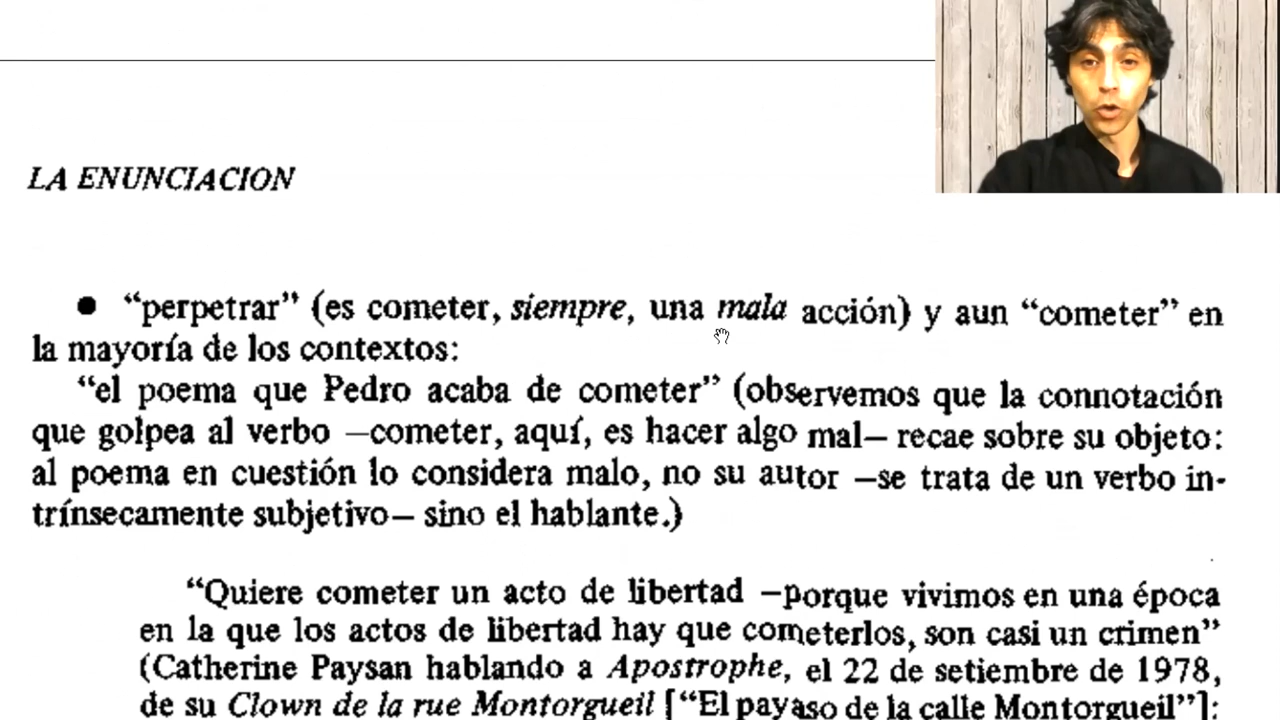 LA ENUNCIACION
● “perpetrar” (es cometer, siempre, una mala acción) y aun “cometer” en
la mayoría de los contextos:
“el poema que Pedro acaba de cometer” (observemos que la connotación
que golpea al verbo —cometer, aquí, es hacer algo mal— recae sobre su objeto:
al poema en cuestión lo considera malo, no su autor —se trata de un verbo in-
trínsecamente subjetivo— sino el hablante.)
“Quiere cometer un acto de libertad —porque vivimos en una época
en la que los actos de libertad hay que cometerlos, son casi un crimen”
(Catherine Paysan hablando a Apostrophe, el 22 de setiembre de 1978,
de su Clown de la rue Montorgueil [“El payaso de la calle Montorgueil”];